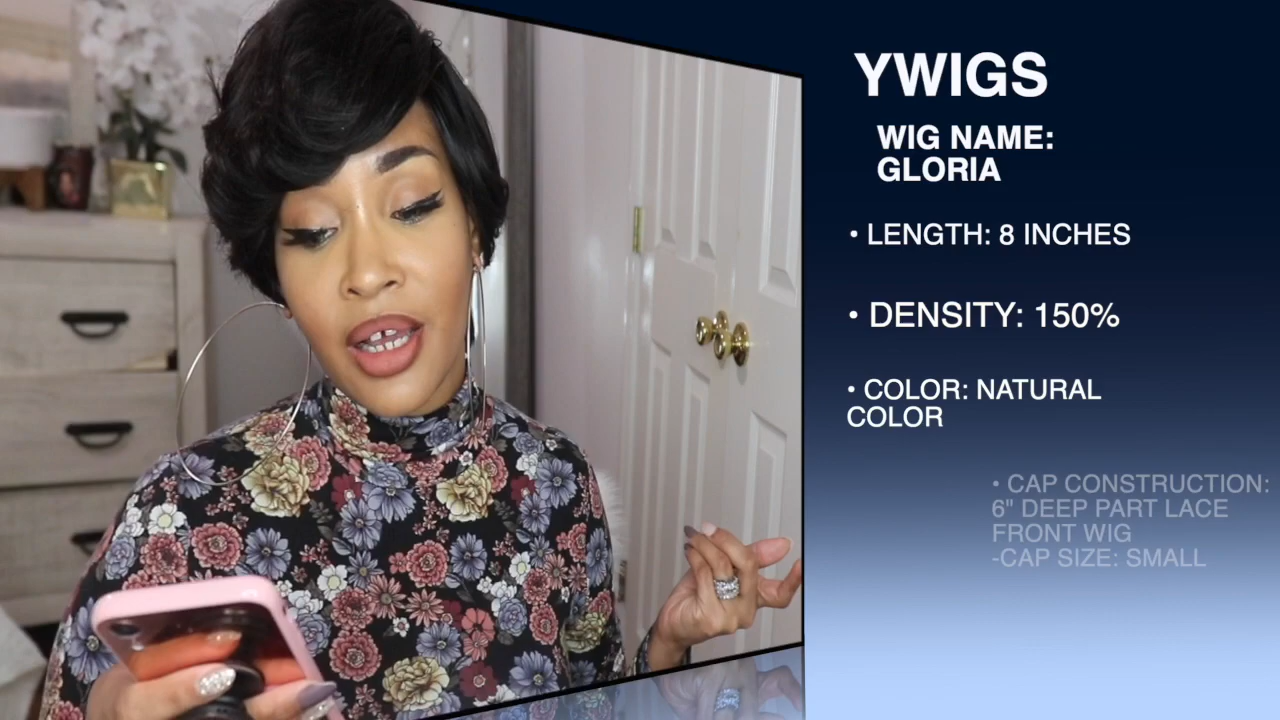 YWIGS
WIG NAME:
GLORIA
• LENGTH: 8 INCHES
• DENSITY: 150%
• COLOR: NATURAL
COLOR
• CAP CONSTRUCTION:
6" DEEP PART LACE
FRONT WIG
-CAP SIZE: SMALL